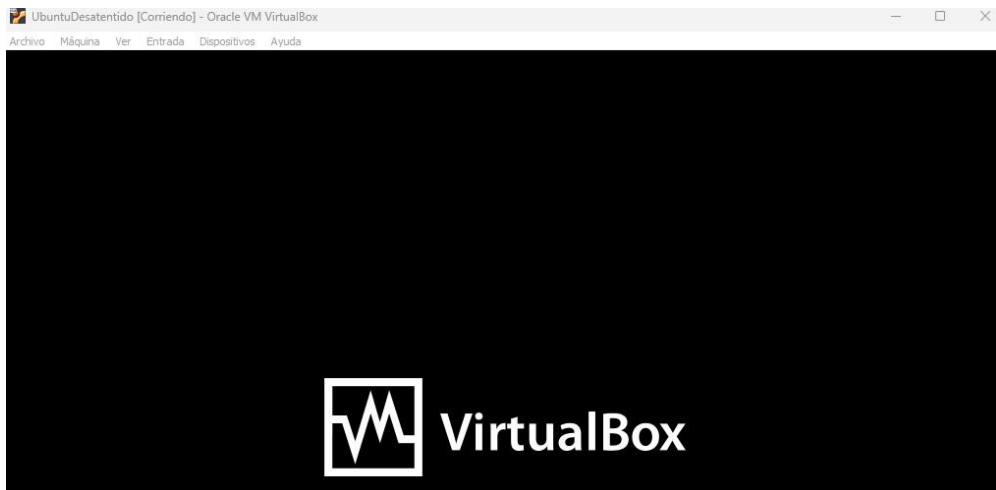 UbuntuDesatentido [Corriendo] - Oracle VM VirtualBox
Archivo Máquina Ver Entrada Dispositivos Ayuda
VirtualBox